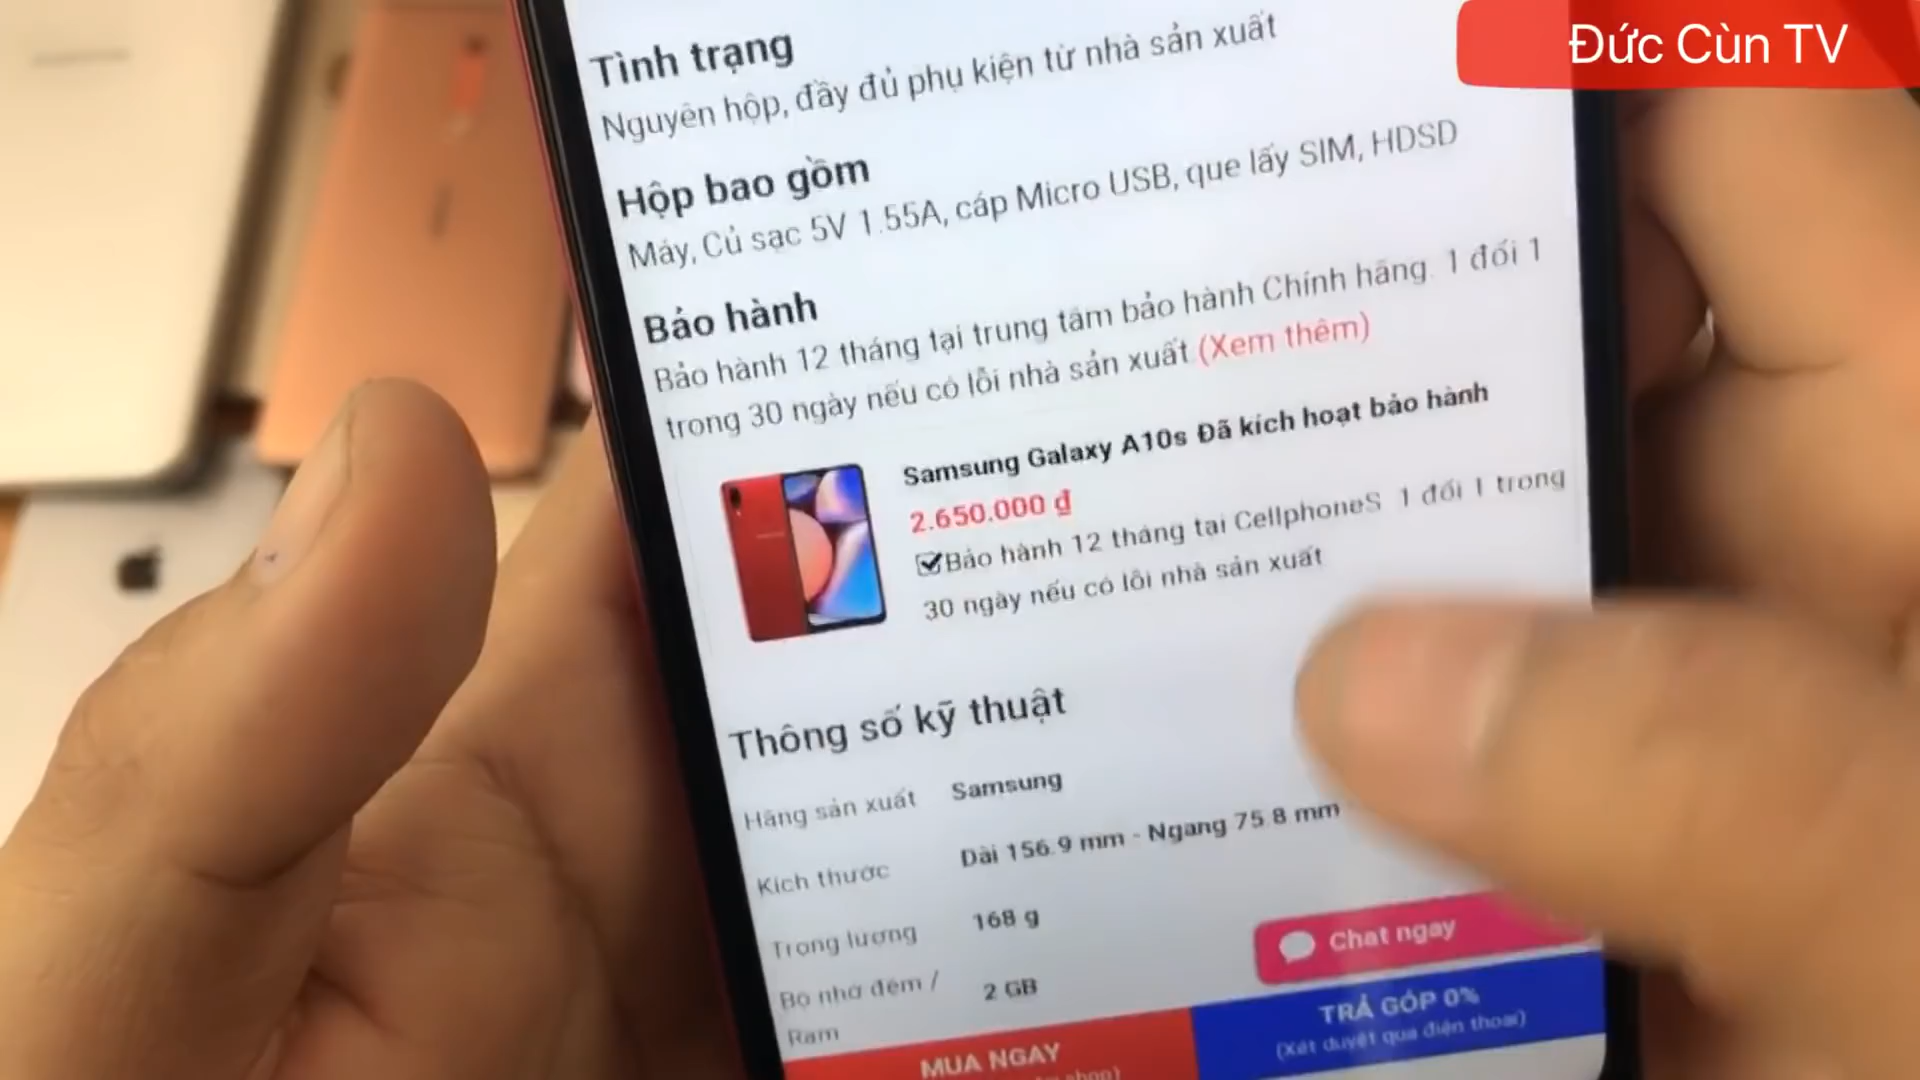 Đức Cùn TV
Tình trạng
Nguyên hộp, đầy đủ phụ kiện từ nhà sản xuất
Hộp bao gồm
Máy, Củ sạc 5V 1.55A, cáp Micro USB, que lấy SIM, HDSD
Bảo hành
Bảo hành 12 tháng tại trung tâm bảo hành Chính hãng. 1 đổi 1
trong 30 ngày nếu có lỗi nhà sản xuất (Xem thêm)
Samsung Galaxy A10s Đã kích hoạt bảo hành
2.650.000 ₫
Bảo hành 12 tháng tại CellphoneS 1 đổi 1 trong
30 ngày nếu có lỗi nhà sản xuất
Thông số kỹ thuật
Hãng sản xuất Samsung
Kích thước Dài 156.9 mm - Ngang 75.8 mm
Trọng lượng 168 g
Bộ nhớ đệm / 2 GB
Ram
Chat ngay
MUA NGAY
TRẢ GÓP 0%
(Xét duyệt qua điện thoại)
shop)